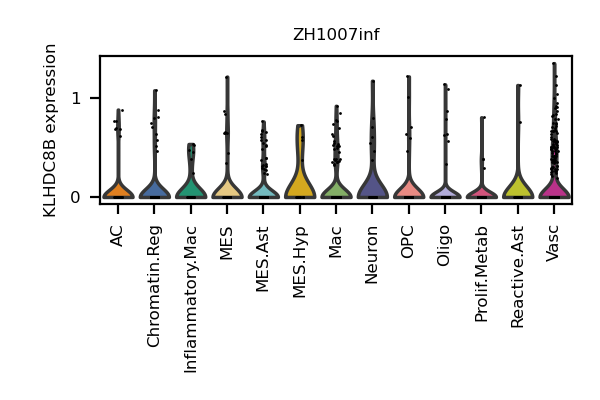 ZH1007inf
KLHDC8B expression
1
0
AC
Chromatin.Reg
Inflammatory.Mac
MES
MES.Ast
MES.Hyp
Mac
Neuron
OPC
Oligo
Prolif.Metab
Reactive.Ast
Vasc